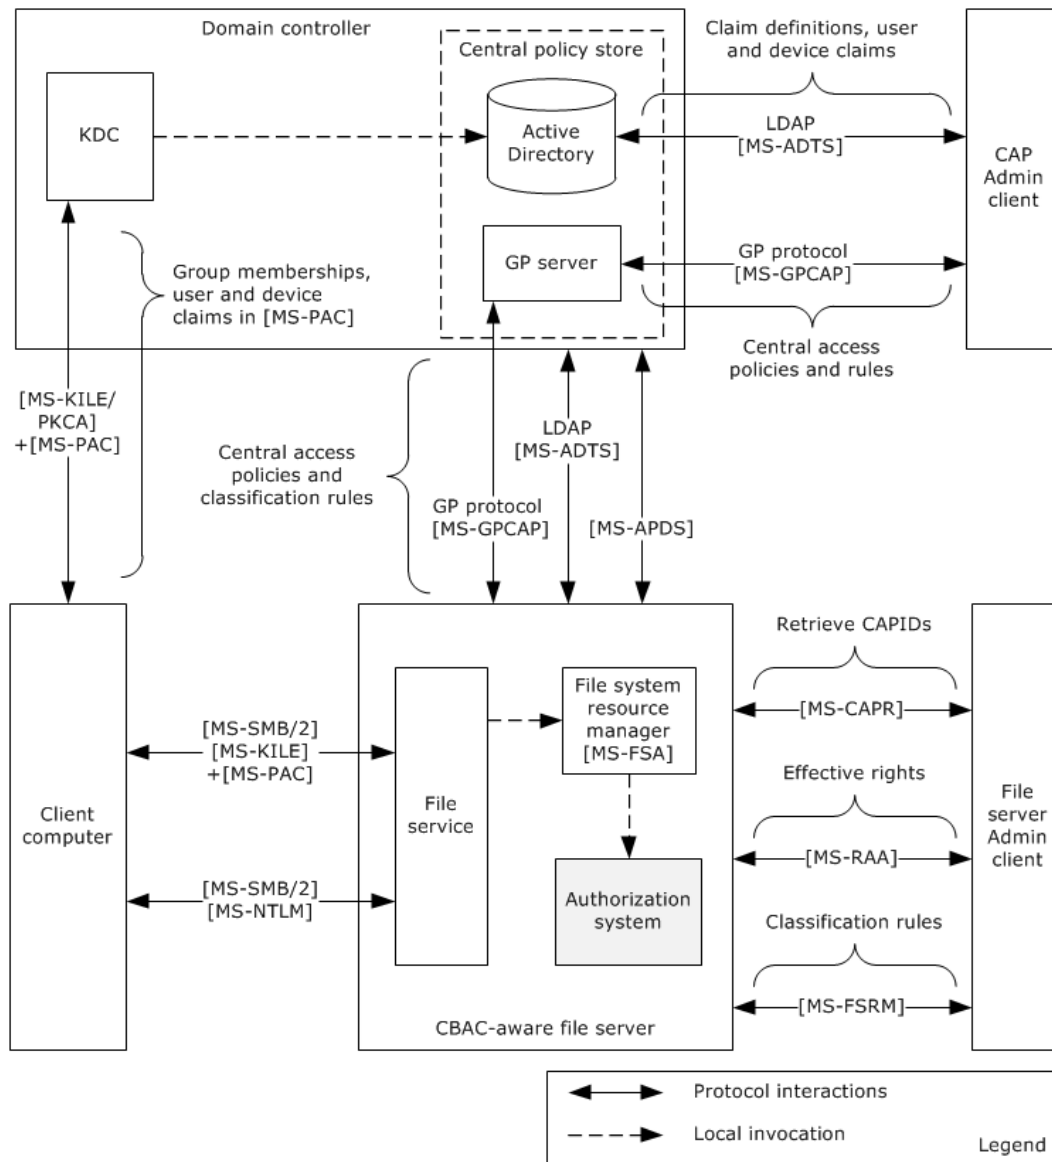 Domain controller
Central policy store
Claim definitions, user
and device claims
KDC
Active
Directory
LDAP
[MS-ADTS]
CAP
Admin
client
GP server
GP protocol
[MS-GPCAP]
Group memberships,
user and device
claims in [MS-PAC]
Central access
policies and rules
[MS-KILE/
PKCA]
+[MS-PAC]
Central access
policies and
classification rules
LDAP
[MS-ADTS]
GP protocol
[MS-GPCAP]
[MS-APDS]
Retrieve CAPIDs
[MS-CAPR]
File system
resource
manager
[MS-FSA]
[MS-SMB/2]
[MS-KILE]
+[MS-PAC]
Effective rights
Client
computer
File
service
[MS-RAA]
File
server
Admin
client
[MS-SMB/2]
[MS-NTLM]
Authorization
system
Classification rules
[MS-FSRM]
CBAC-aware file server
Protocol interactions
Local invocation
Legend